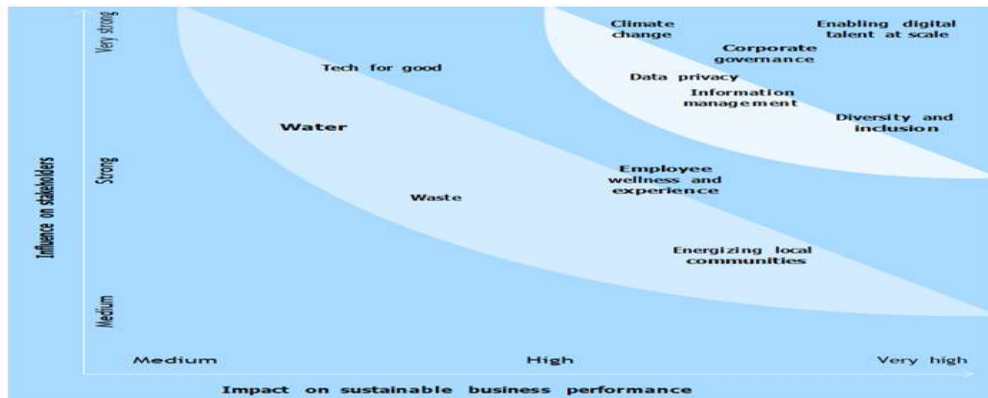 Very strong
Strong
Medium
Influence on stakeholders
Climate
change
Enabling digital
talent at scale
Corporate
governance
Tech for good
Data privacy
Information
management
Water
Diversity and
inclusion
Employee
wellness and
experience
Waste
Energizing local
communities
Medium
High
Very high
Impact on sustainable business performance